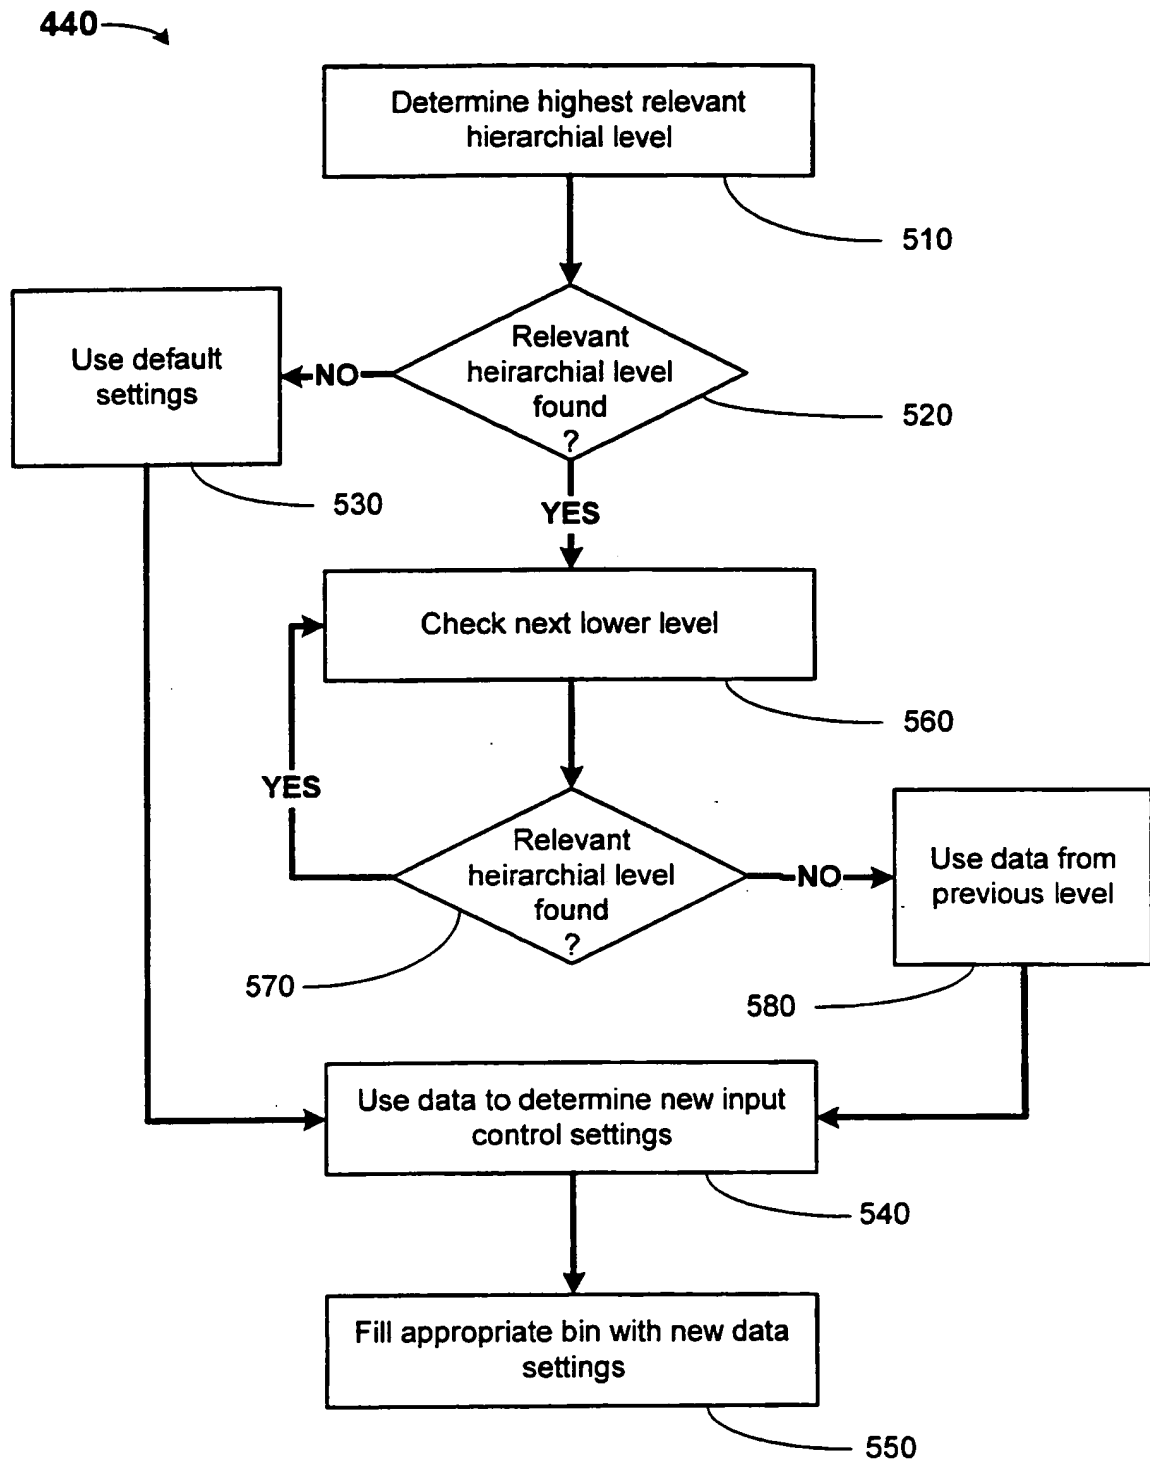 440
Determine highest relevant
hierarchial level
510
Relevant
heirarchial level
found
?
520
NO
Use default
settings
530
YES
Check next lower level
560
YES
Relevant
heirarchial level
found
?
570
NO
Use data from
previous level
580
Use data to determine new input
control settings
540
Fill appropriate bin with new data
settings
550